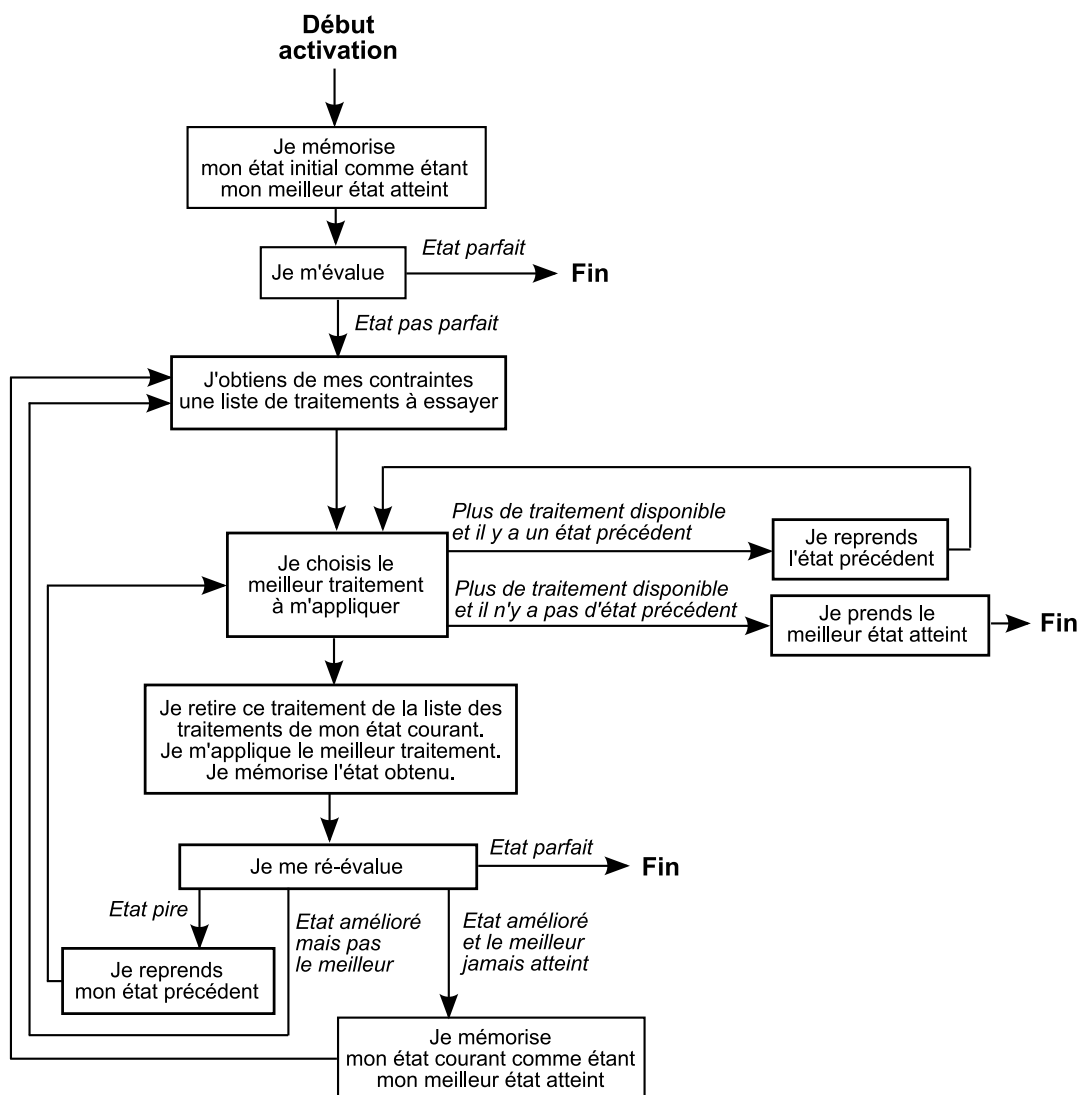 Début
activation
Je mémorise
mon état initial comme étant
mon meilleur état atteint
Etat parfait
Je m'évalue
Fin
Etat pas parfait
J'obtiens de mes contraintes
une liste de traitements à essayer
Plus de traitement disponible
et il y a un état précédent
Je reprends
l'état précédent
Je choisis le
meilleur traitement
à m'appliquer
Plus de traitement disponible
et il n'y a pas d'état précédent
Je prends le
meilleur état atteint
Fin
Je retire ce traitement de la liste des
traitements de mon état courant.
Je m'applique le meilleur traitement.
Je mémorise l'état obtenu.
Je me ré-évalue
Etat parfait
Fin
Etat pire
Etat amélioré
mais pas
le meilleur
Etat amélioré
et le meilleur
jamais atteint
Je reprends
mon état précédent
Je mémorise
mon état courant comme étant
mon meilleur état atteint